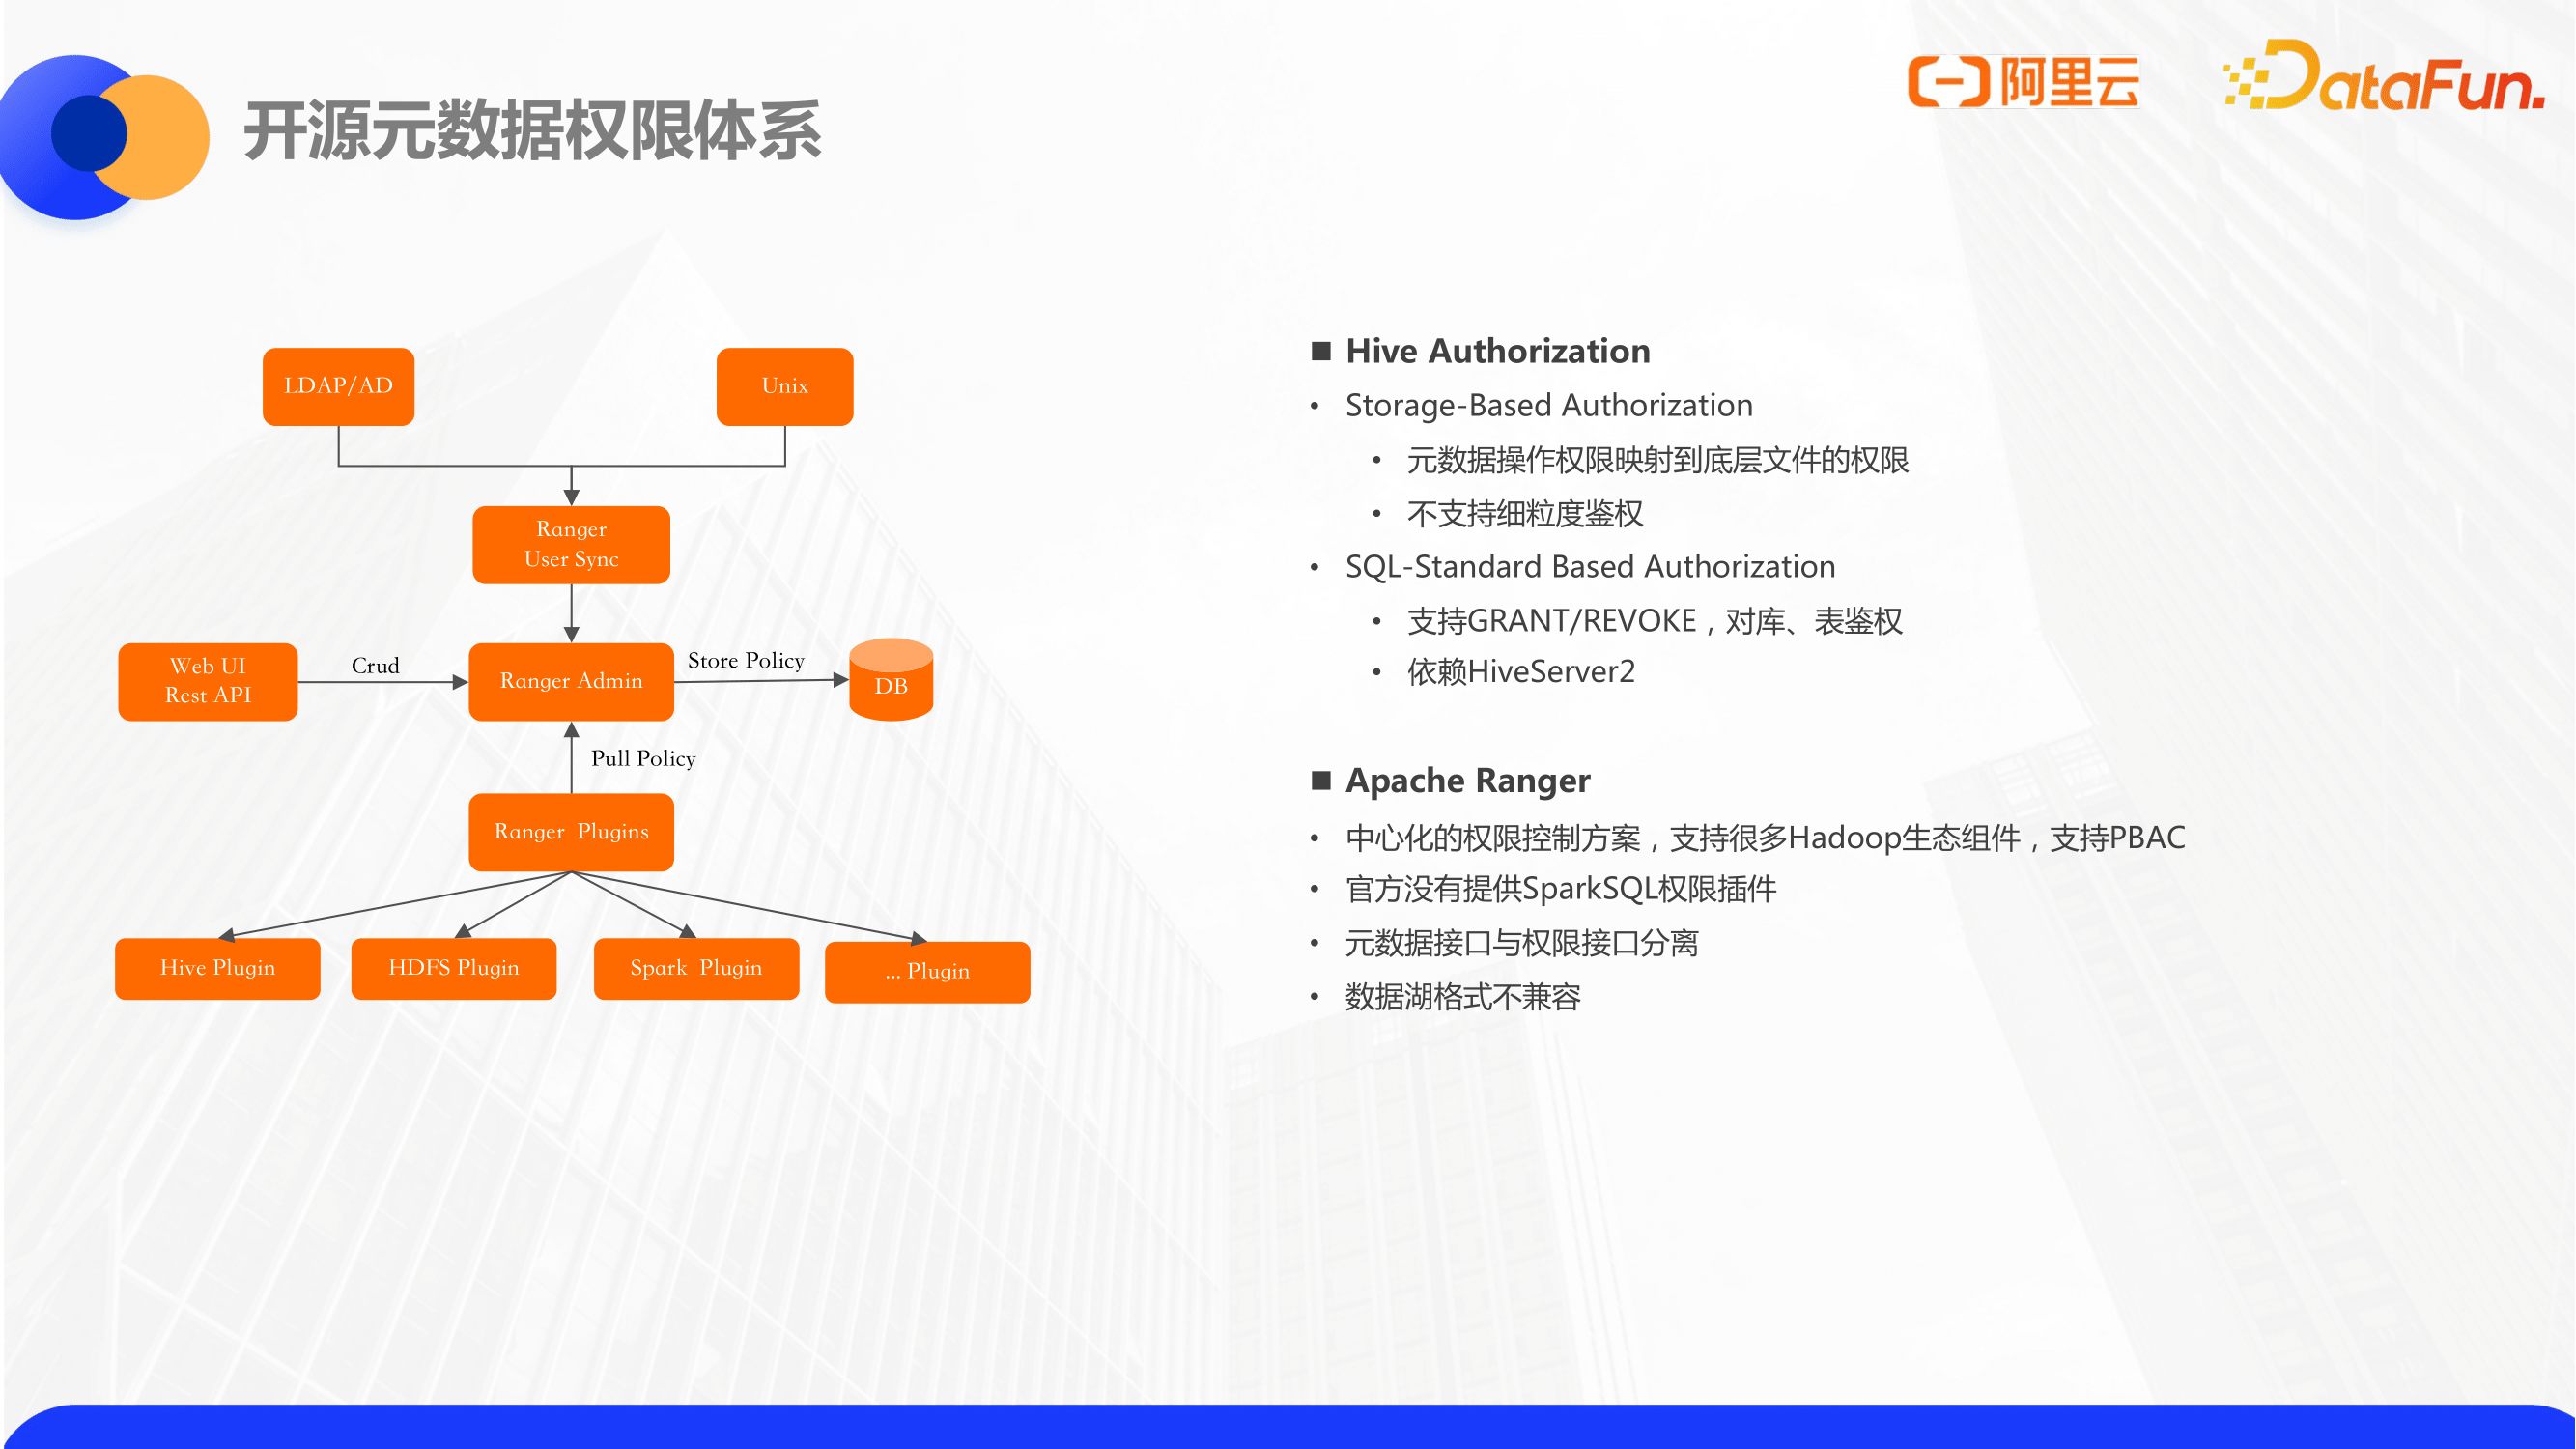 开源元数据权限体系
阿里云
DataFun.
LDAP/AD
Unix
Ranger
User Sync
Web UI
Rest API
Crud
Ranger Admin
Store Policy
DB
Pull Policy
Ranger Plugins
Hive Plugin
HDFS Plugin
Spark Plugin
... Plugin
■ Hive Authorization
• Storage-Based Authorization
• 元数据操作权限映射到底层文件的权限
• 不支持细粒度鉴权
• SQL-Standard Based Authorization
• 支持GRANT/REVOKE，对库、表鉴权
• 依赖HiveServer2
■ Apache Ranger
• 中心化的权限控制方案，支持很多Hadoop生态组件，支持PBAC
• 官方没有提供SparkSQL权限插件
• 元数据接口与权限接口分离
• 数据湖格式不兼容